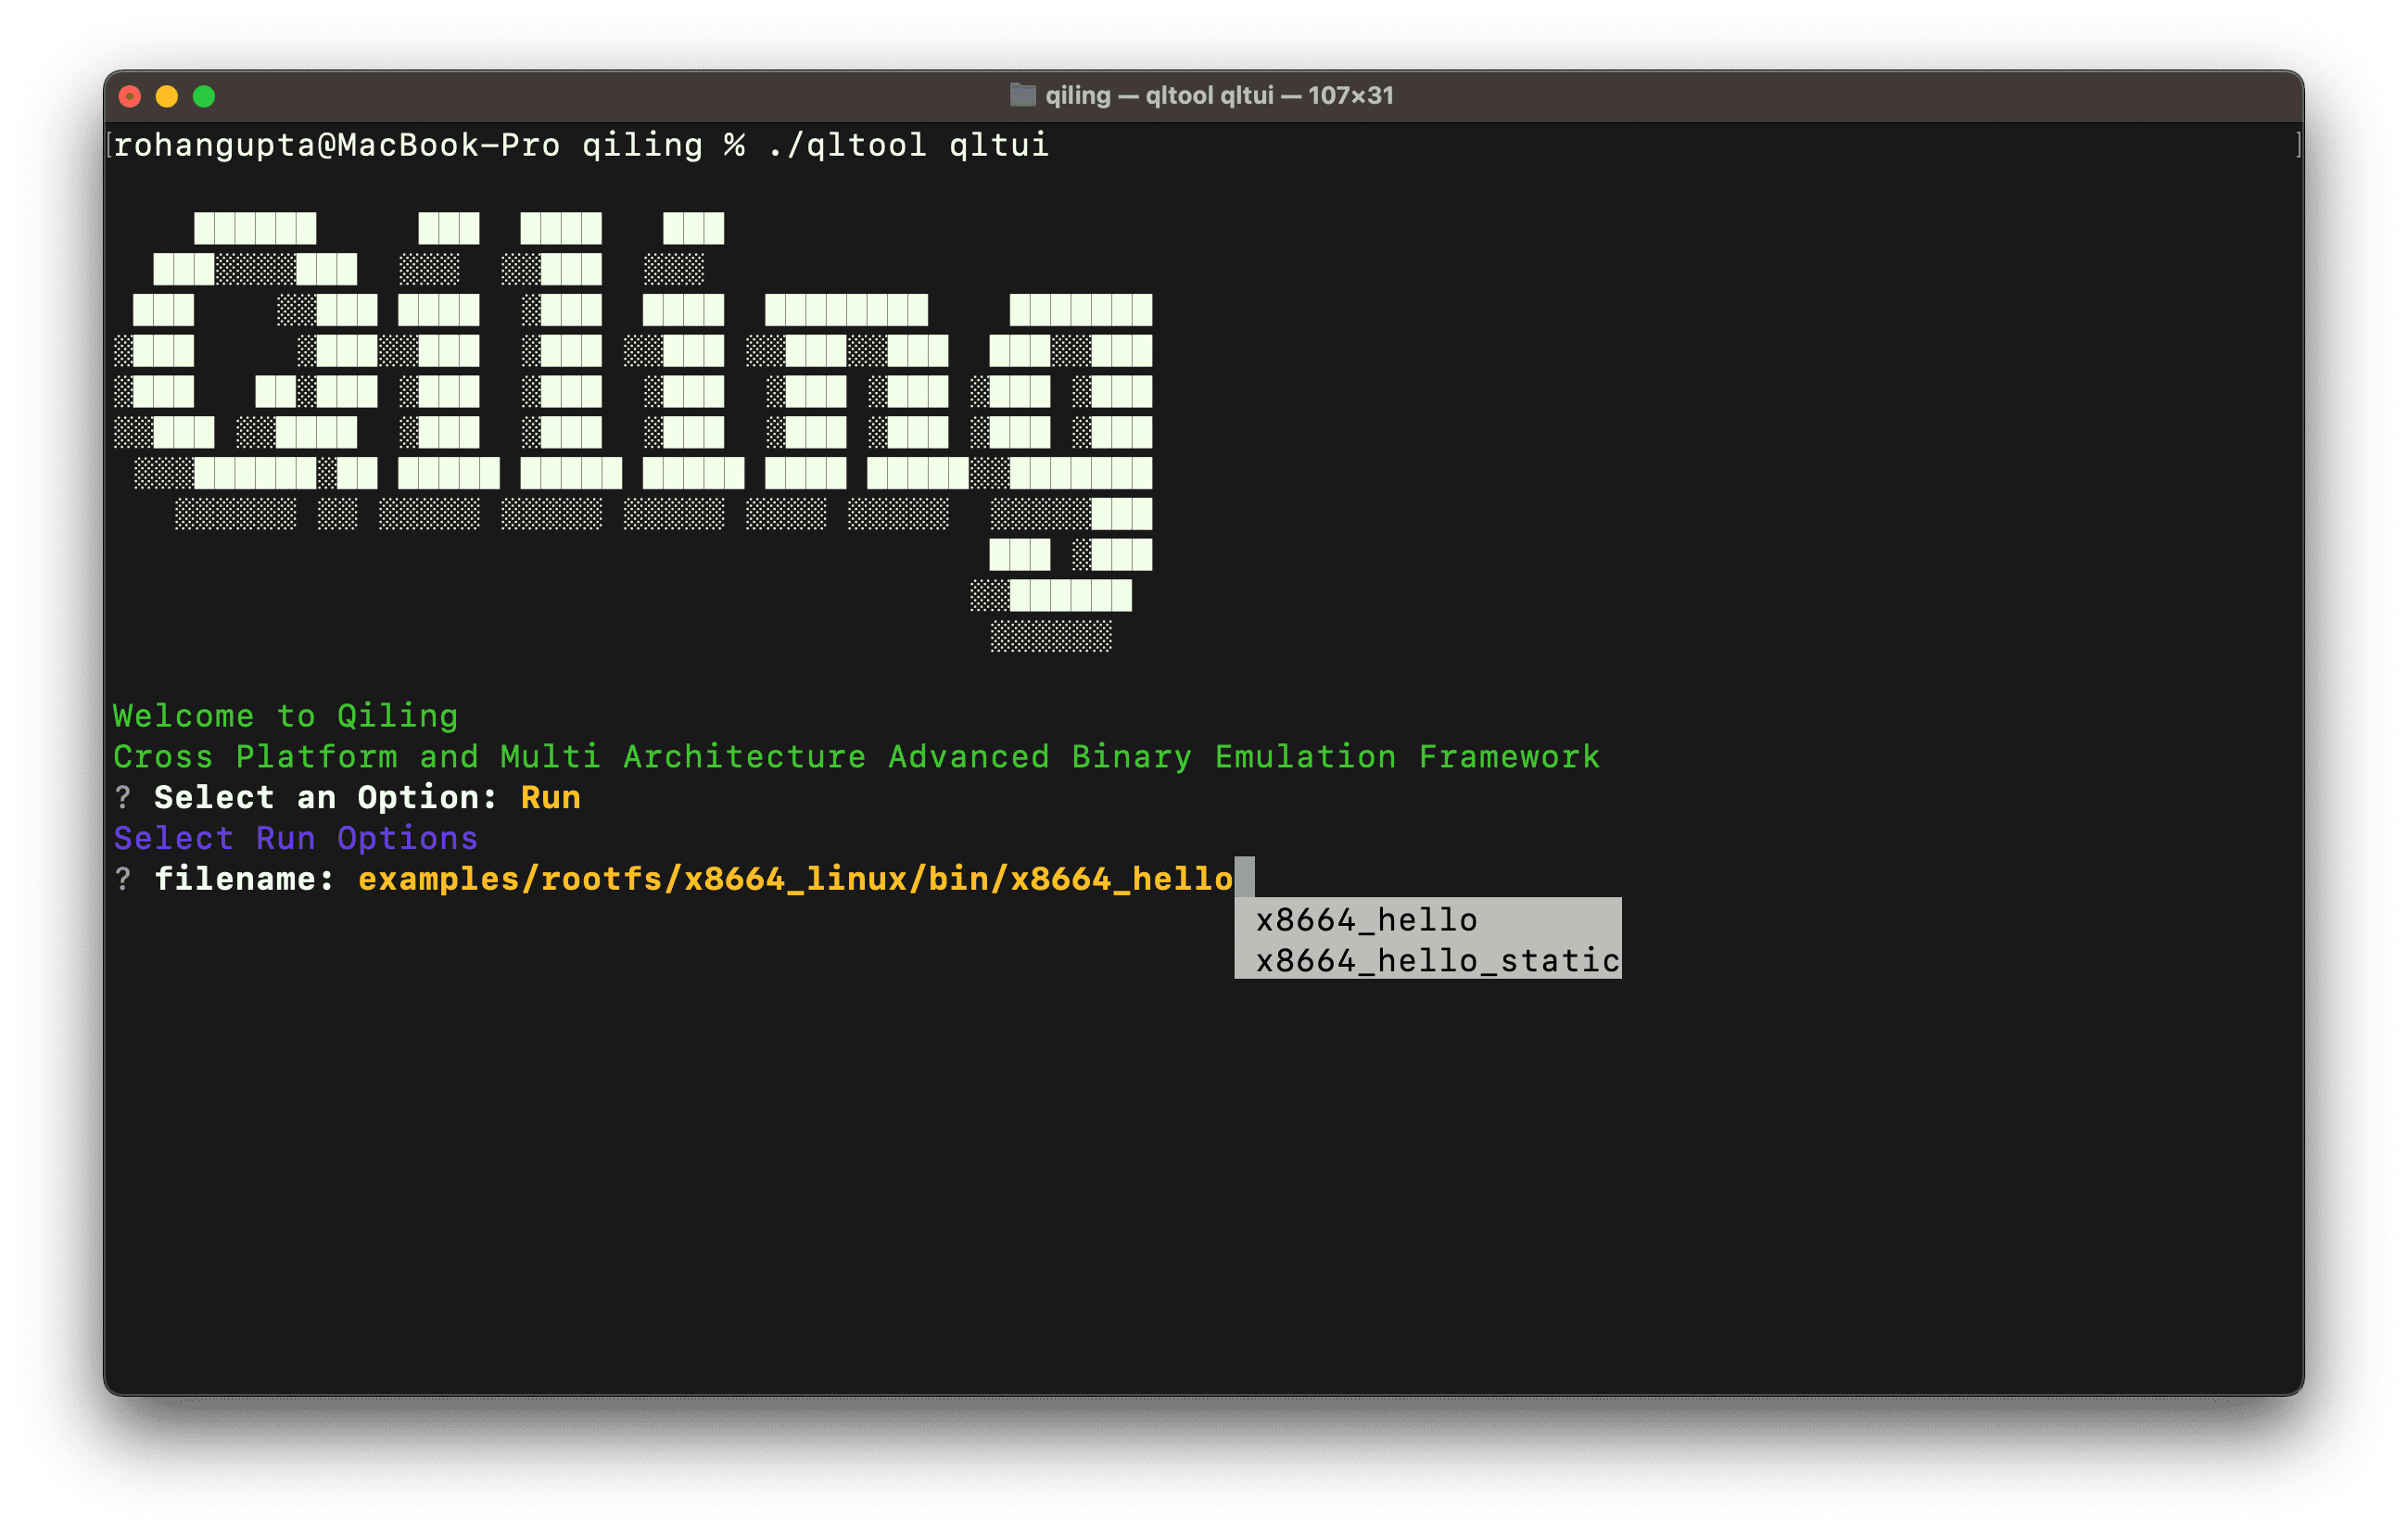 qiling — qltool qltui — 107×31
[rohangupta@MacBook-Pro qiling % ./qltool qltui ]
Qiling
Welcome to Qiling
Cross Platform and Multi Architecture Advanced Binary Emulation Framework
? Select an Option: Run
Select Run Options
? filename: examples/rootfs/x8664_linux/bin/x8664_hello
x8664_hello
x8664_hello_static